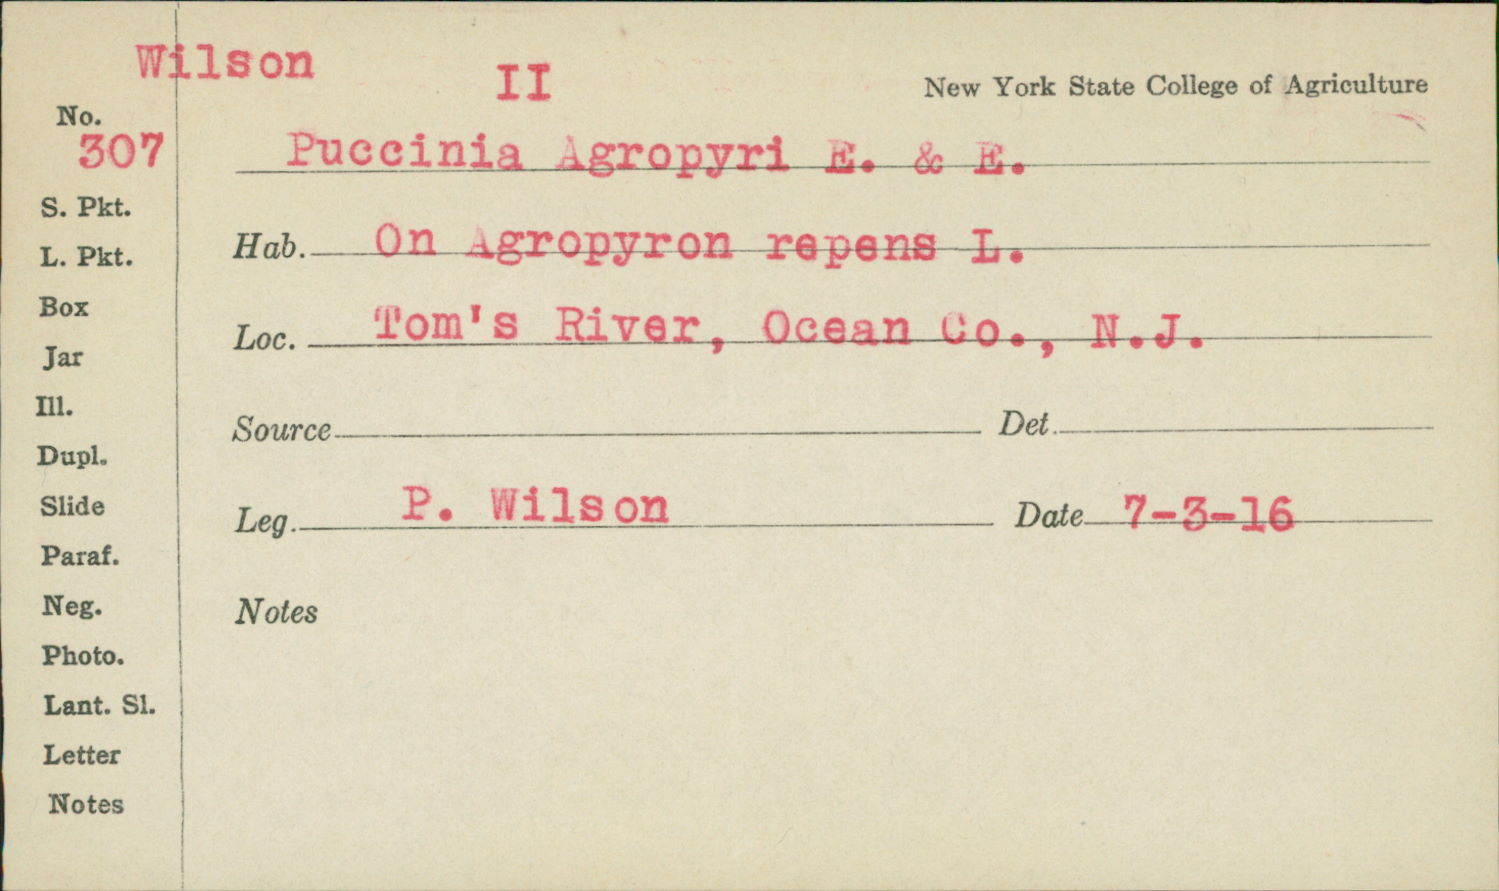 Wilson
II
New York State College of Agriculture
No.
307
Puccinia Agropyri E. & E.
S. Pkt.
Hab. On Agropyron repens L.
L. Pkt.
Box
Loc. Tom's River, Ocean Co., N.J.
Jar
Ill.
Source Det.
Dupl.
Slide
Leg. P. Wilson Date 7-3-16
Paraf.
Neg.
Notes
Photo.
Lant. Sl.
Letter
Notes